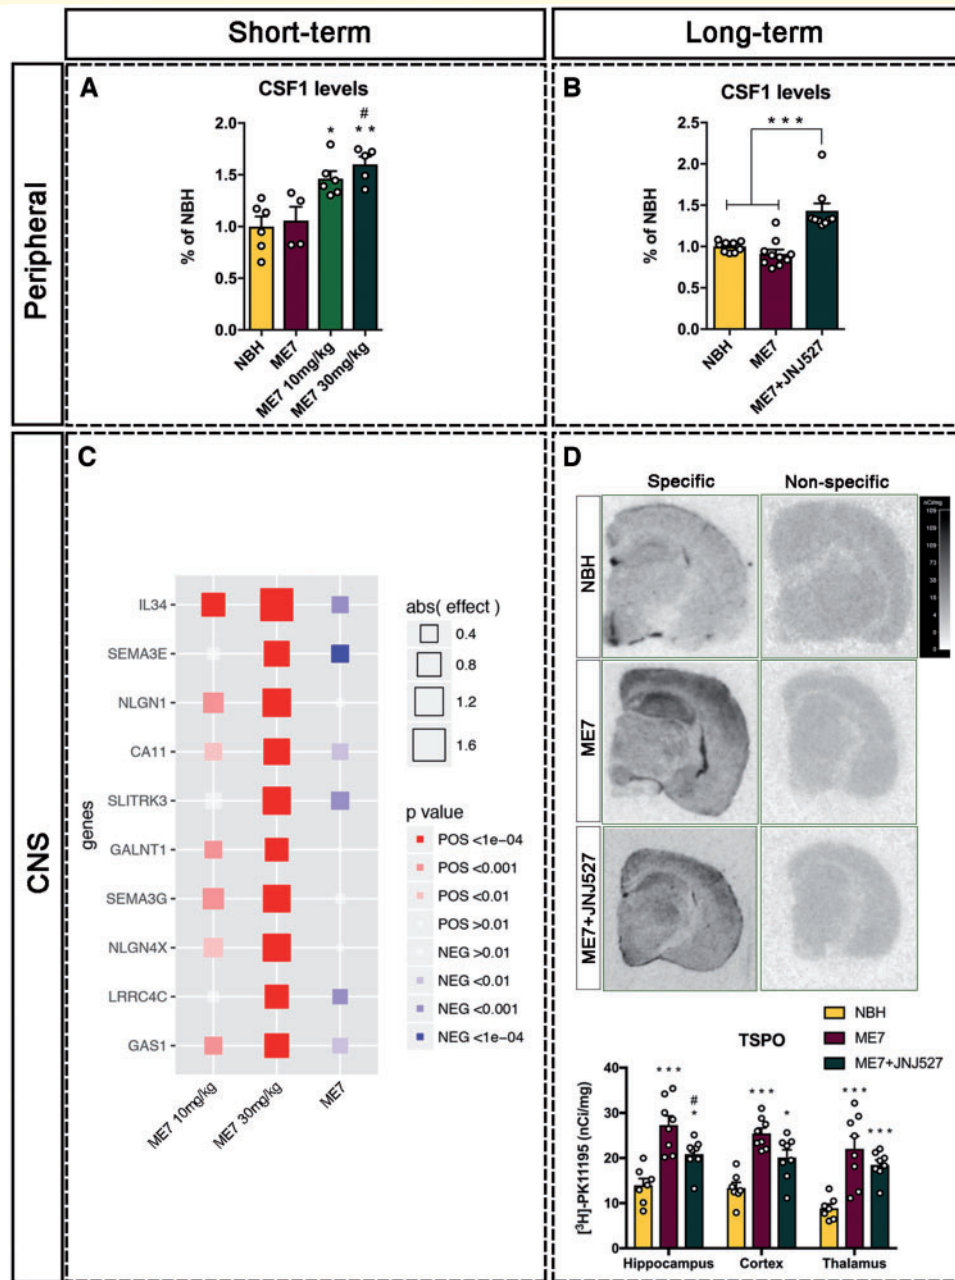 Short-term
Long-term
Peripheral
A
CSF1 levels
% of NBH
2.0
1.5
1.0
0.5
0.0
#
*
* *
NBH
ME7
ME7 10mg/kg
ME7 30mg/kg
B
CSF1 levels
% of NBH
2.5
2.0
1.5
1.0
0.5
0.0
* * *
NBH
ME7
ME7+JNJ527
CNS
C
genes
IL34
SEMA3E
NLGN1
CA11
SLITRK3
GALNT1
SEMA3G
NLGN4X
LRRC4C
GAS1
ME7 10mg/kg
ME7 30mg/kg
ME7
abs( effect )
0.4
0.8
1.2
1.6
p value
POS <1e-04
POS <0.001
POS <0.01
POS >0.01
NEG >0.01
NEG <0.01
NEG <0.001
NEG <1e-04
D
Specific
Non-specific
NBH
ME7
ME7+JNJ527
nCi/mg
NBH
ME7
ME7+JNJ527
TSPO
[³H]-PK1195 (nCi/mg)
40
30
20
10
0
* * *
#
*
* * *
*
* * *
* * *
Hippocampus
Cortex
Thalamus